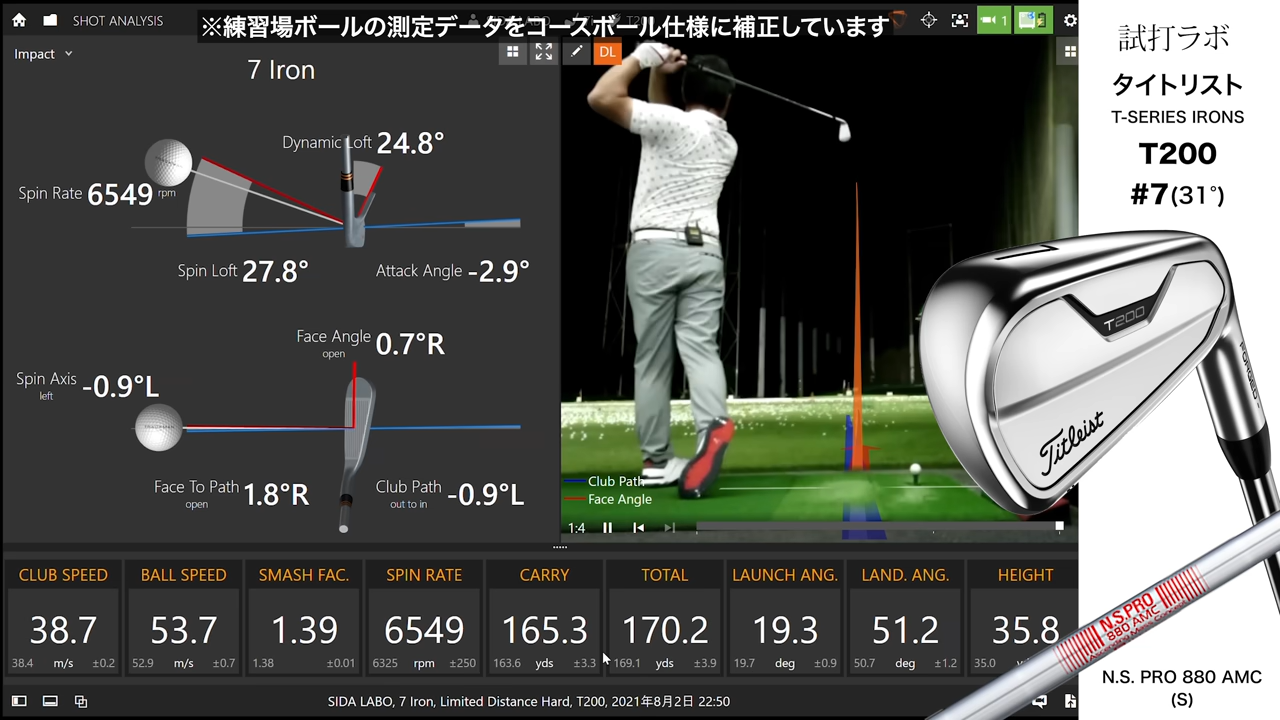 SHOT ANALYSIS
※練習場ボールの測定データをコースボール仕様に補正しています
1
Impact
7 Iron
DL
Dynamic Loft 24.8°
Spin Rate 6549 rpm
Spin Loft 27.8°
Attack Angle -2.9°
Face Angle 0.7°R
open
Spin Axis -0.9°L
left
Face To Path 1.8°R
open
Club Path -0.9°L
out to in
Club Path
Face Angle
1:4
CLUB SPEED
38.7
38.4 m/s ±0.2
BALL SPEED
53.7
52.9 m/s ±0.7
SMASH FAC.
1.39
1.38 ±0.01
SPIN RATE
6549
6325 rpm ±250
CARRY
165.3
163.6 yds ±3.3
TOTAL
170.2
169.1 yds ±3.9
LAUNCH ANG.
19.3
19.7 deg ±0.9
LAND. ANG.
51.2
50.7 deg ±1.2
HEIGHT
35.8
35.0
SIDA LABO, 7 Iron, Limited Distance Hard, T200, 2021年8月2日 22:50
試打ラボ
タイトリスト
T-SERIES IRONS
T200
#7(31°)
7
T200
Titleist
FORGED
N.S.PRO
880 AMC
N.S. PRO 880 AMC
(S)